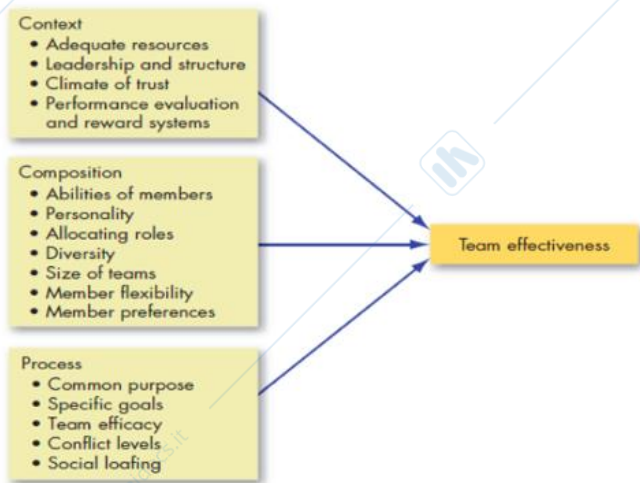 Context
• Adequate resources
• Leadership and structure
• Climate of trust
• Performance evaluation
and reward systems
Composition
• Abilities of members
• Personality
• Allocating roles
• Diversity
• Size of teams
• Member flexibility
• Member preferences
Process
• Common purpose
• Specific goals
• Team efficacy
• Conflict levels
• Social loafing
Team effectiveness